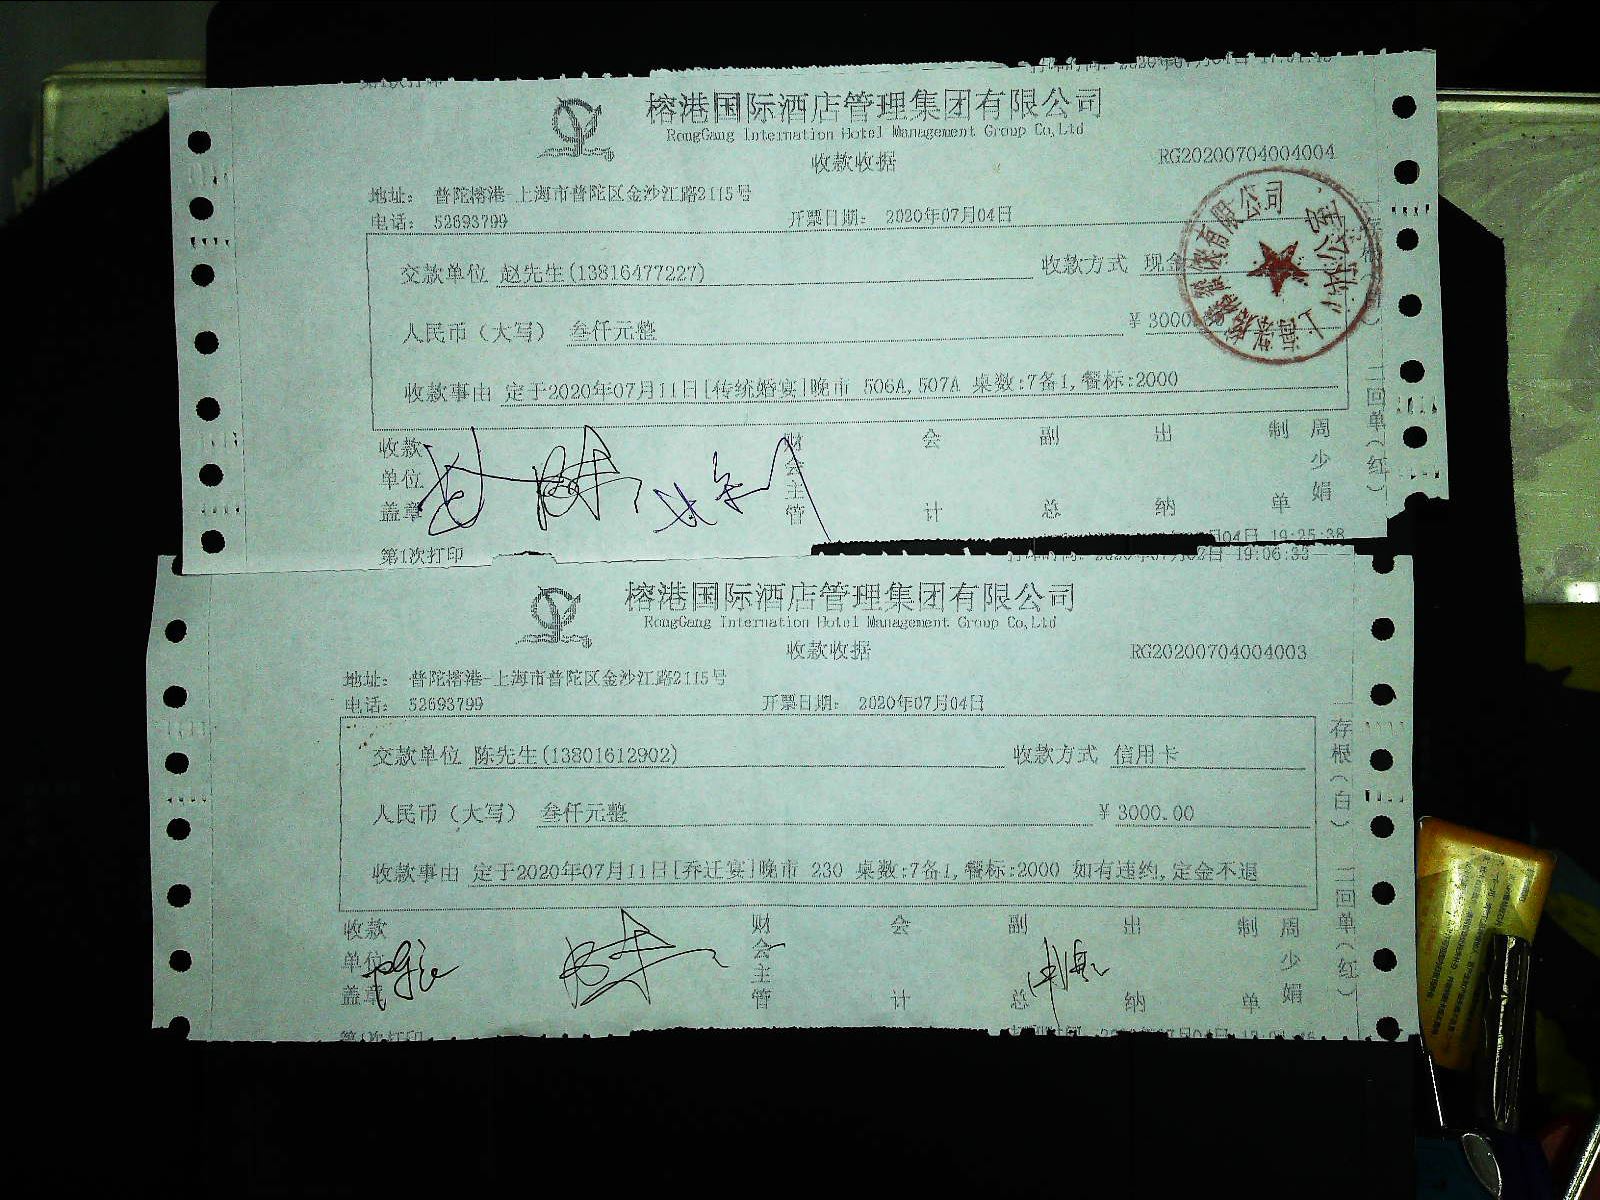 榕港国际酒店管理集团有限公司
RongGang Internation Hotel Management Group Co,Ltd
收款收据
RG20200704004004
地址： 普陀榕港-上海市普陀区金沙江路2115号
电话： 52693799
开票日期： 2020年07月04日
交款单位 赵先生(13816477227)
收款方式 现金
人民币（大写） 叁仟元整
¥ 3000
收款事由 定于2020年07月11日[传统婚宴]晚市 506A,507A 桌数:7备1,餐标:2000
收款单位盖章
财会主管
会计
副总
出纳
制单
周少娟
二回单（红）
第1次打印
04日 19:25:38
榕港国际酒店管理集团有限公司
RongGang Internation Hotel Management Group Co,Ltd
收款收据
RG20200704004003
地址： 普陀榕港-上海市普陀区金沙江路2115号
电话： 52693799
开票日期： 2020年07月04日
交款单位 陈先生(13801612902)
收款方式 信用卡
人民币（大写） 叁仟元整
¥ 3000.00
收款事由 定于2020年07月11日[乔迁宴]晚市 230 桌数:7备1,餐标:2000 如有违约,定金不退
收款单位盖章
财会主管
会计
副总
出纳
制单
周少娟
一存根（白） 二回单（红）